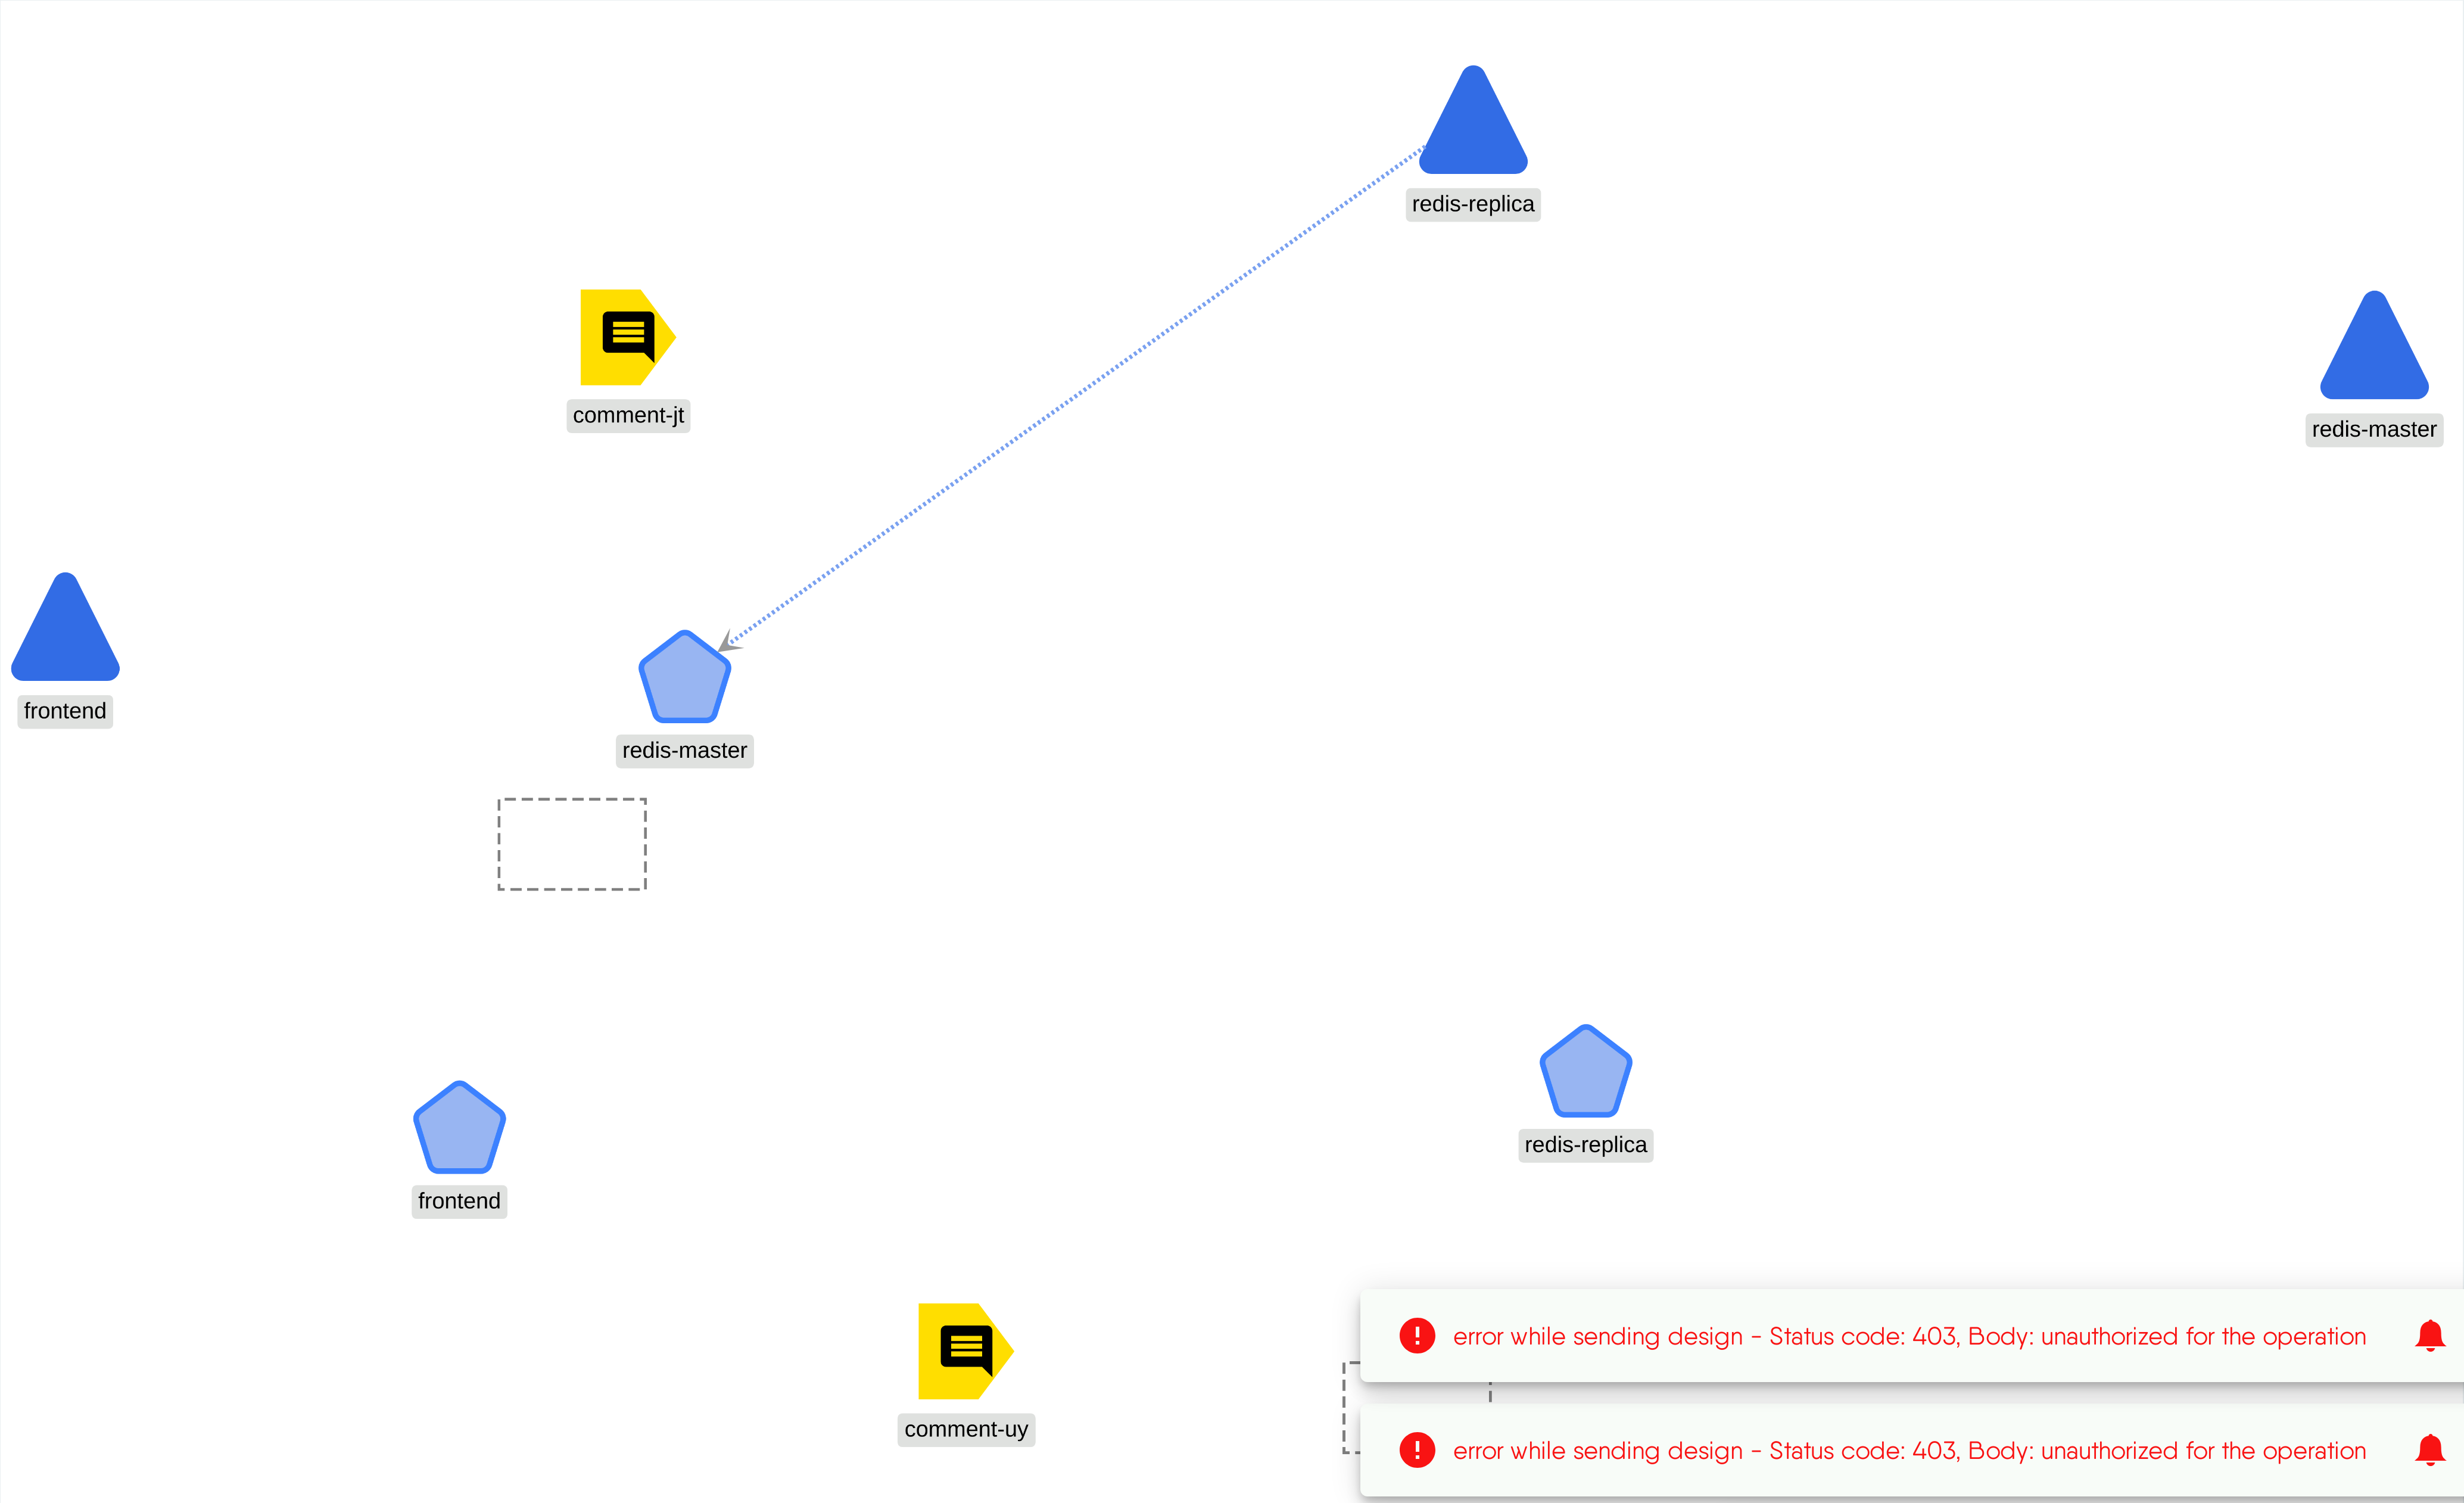 redis-replica
comment-jt
redis-master
frontend
redis-master
redis-replica
frontend
error while sending design - Status code: 403, Body: unauthorized for the operation
comment-uy
error while sending design - Status code: 403, Body: unauthorized for the operation